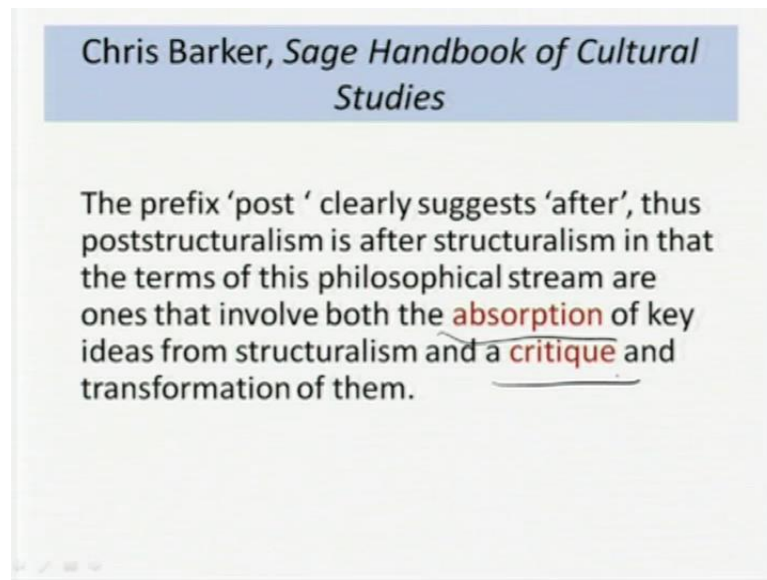 Chris Barker, Sage Handbook of Cultural
Studies
The prefix ‘post ‘ clearly suggests ‘after’, thus
poststructuralism is after structuralism in that
the terms of this philosophical stream are
ones that involve both the absorption of key
ideas from structuralism and a critique and
transformation of them.